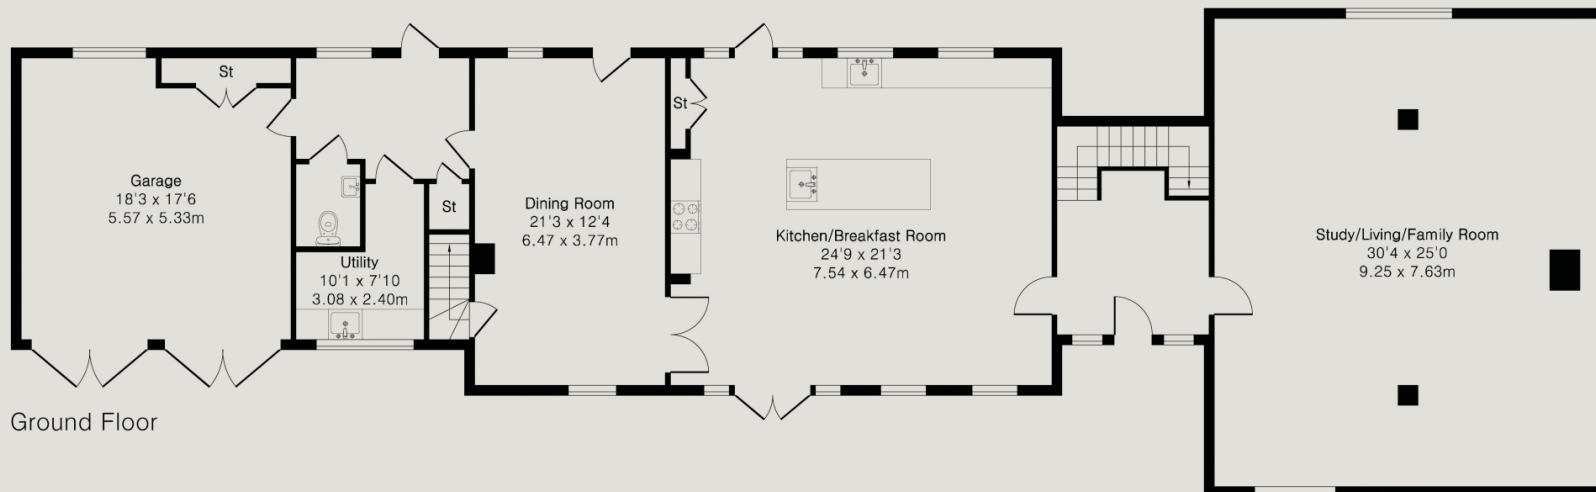 St
Garage
18'3 x 17'6
5.57 x 5.33m
St
Utility
10'1 x 7'10
3.08 x 2.40m
Dining Room
21'3 x 12'4
6.47 x 3.77m
St
Kitchen/Breakfast Room
24'9 x 21'3
7.54 x 6.47m
Study/Living/Family Room
30'4 x 25'0
9.25 x 7.63m
Ground Floor